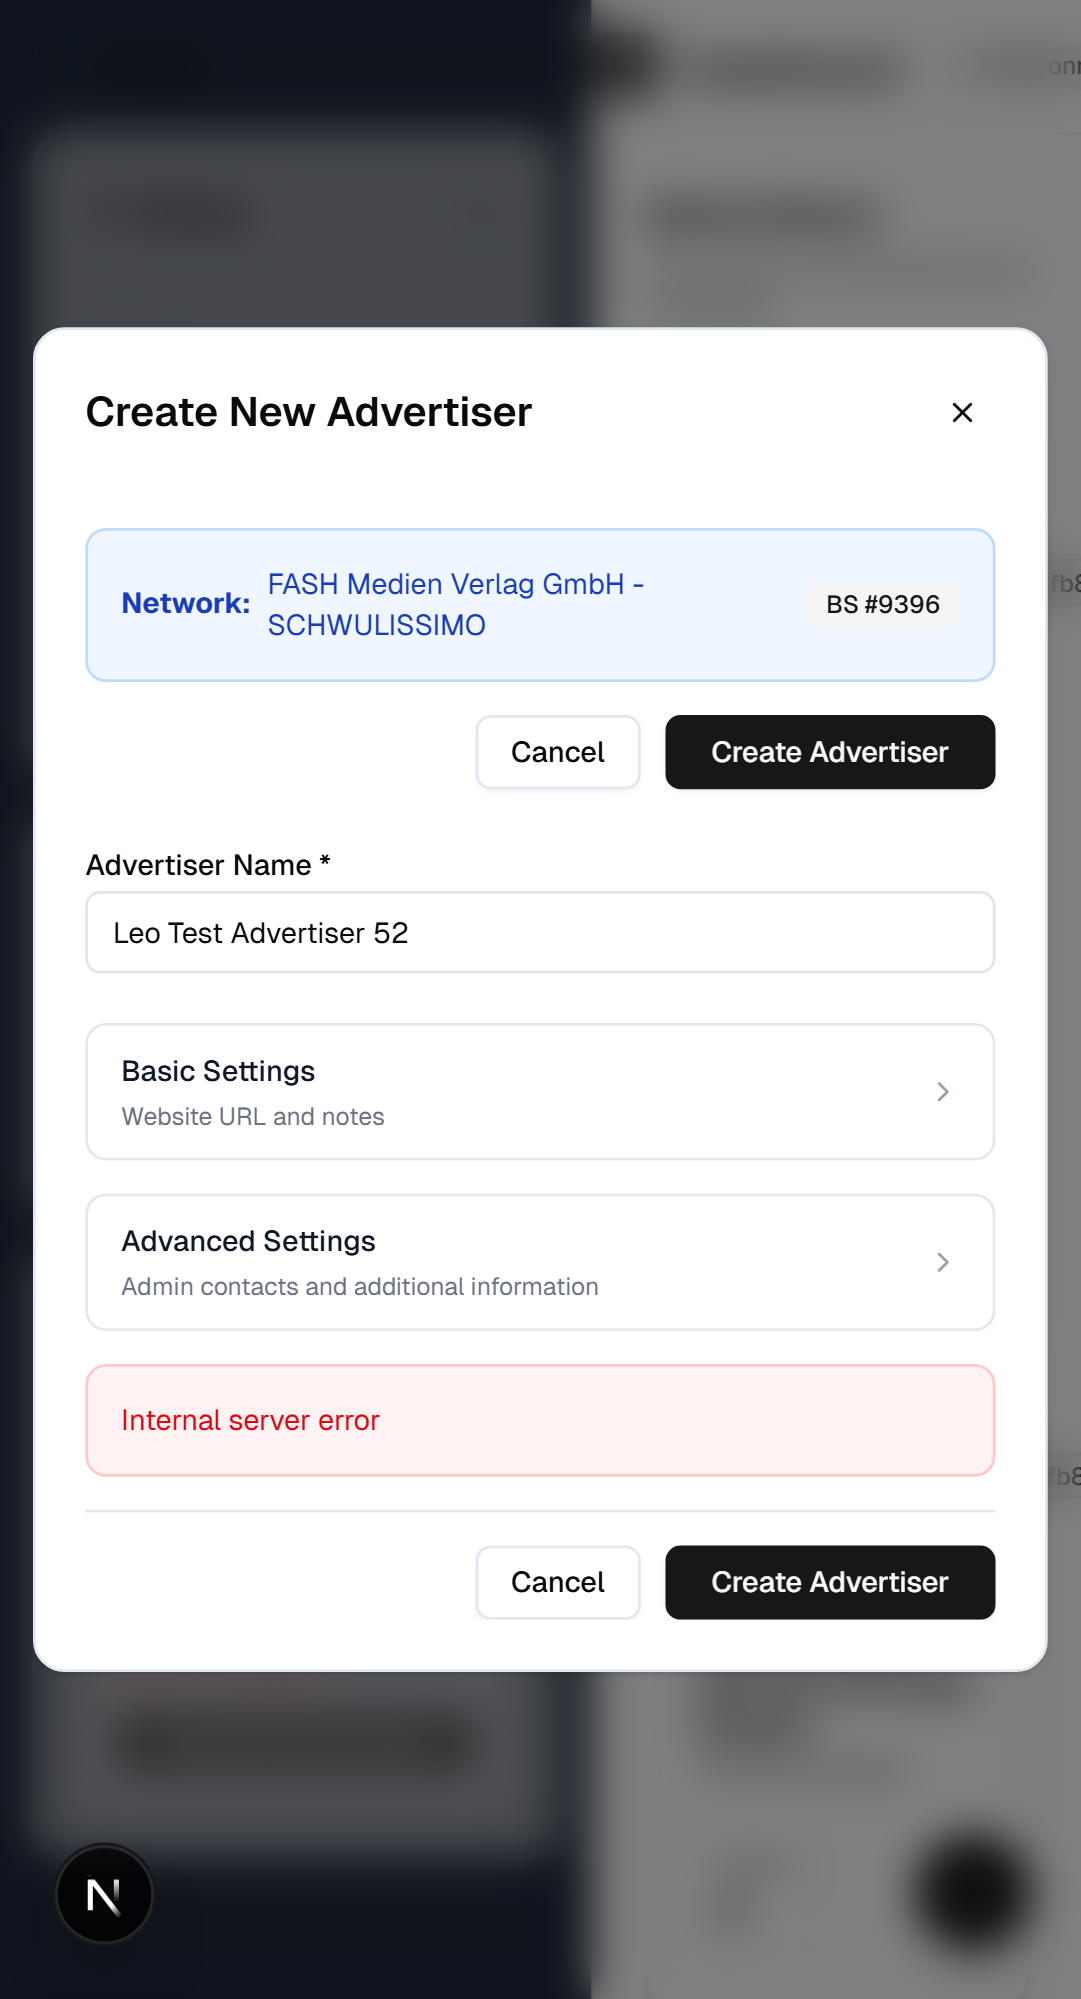 Create New Advertiser
Network:
FASH Medien Verlag GmbH -
SCHWULISSIMO
BS #9396
Cancel
Create Advertiser
Advertiser Name *
Leo Test Advertiser 52
Basic Settings
Website URL and notes
Advanced Settings
Admin contacts and additional information
Internal server error
Cancel
Create Advertiser